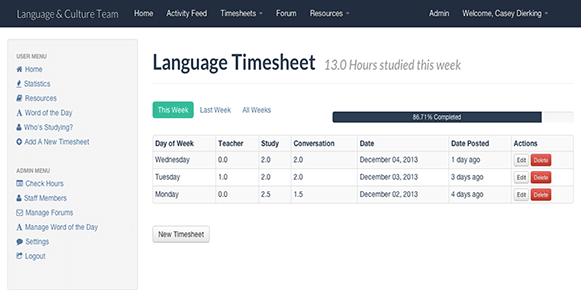 Language & Culture Team Home Activity Feed Timesheets Forum Resources Admin Welcome, Casey Dierking
USER MENU
Home
Statistics
Resources
Word of the Day
Who's Studying?
Add A New Timesheet
ADMIN MENU
Check Hours
Staff Members
Manage Forums
Manage Word of the Day
Settings
Logout
Language Timesheet 13.0 Hours studied this week
This Week Last Week All Weeks
86.71% Completed
Day of Week Teacher Study Conversation Date Date Posted Actions
Wednesday 0.0 2.0 2.0 December 04, 2013 1 day ago Edit Delete
Tuesday 1.0 2.0 2.0 December 03, 2013 3 days ago Edit Delete
Monday 0.0 2.5 1.5 December 02, 2013 4 days ago Edit Delete
New Timesheet